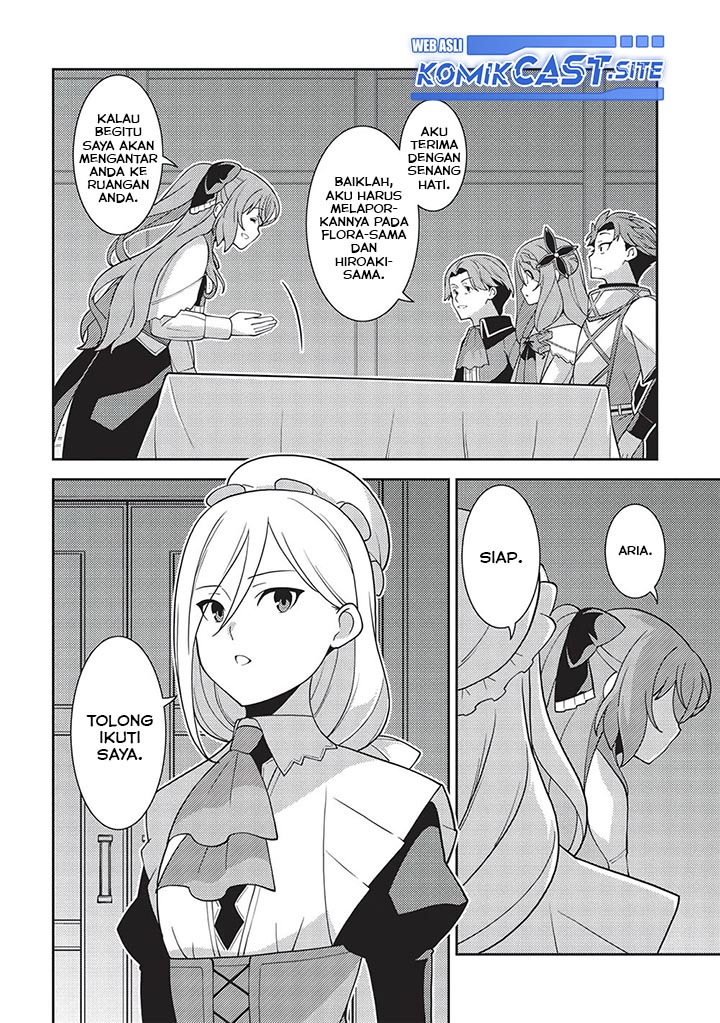 WEB ASLI
KOMIKCAST.SITE
AKU
TERIMA
DENGAN
SENANG
HATI.
BAIKLAH,
AKU HARUS
MELAPOR-
KANNYA PADA
FLORA-SAMA
DAN
HIROAKI-
SAMA.
KALAU
BEGITU
SAYA AKAN
MENGANTAR
ANDA KE
RUANGAN
ANDA.
ARIA.
SIAP.
TOLONG
IKUTI
SAYA.